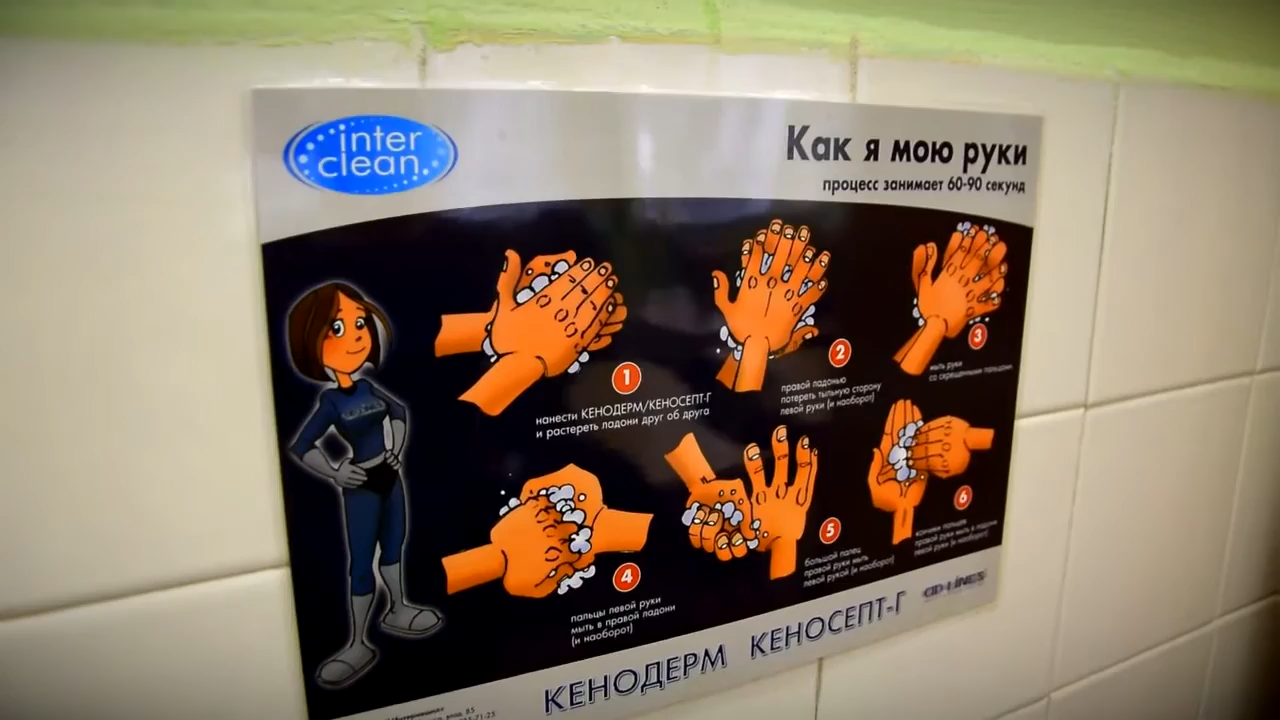 inter
clean
Как я мою руки
процесс занимает 60-90 секунд
1
нанести КЕНОДЕРМ/КЕНОСЕПТ-Г
и растереть ладони друг об друга
2
правой ладонью
потереть тыльную сторону
левой руки (и наоборот)
3
мыть руки
со скрещенными пальцами
4
пальцы левой руки
мыть в правой ладони
(и наоборот)
5
большой палец
правой руки мыть
левой рукой (и наоборот)
6
кончики пальцев
правой руки мыть в ладони
левой руки (и наоборот)
КЕНОДЕРМ КЕНОСЕПТ-Г
CID LINES